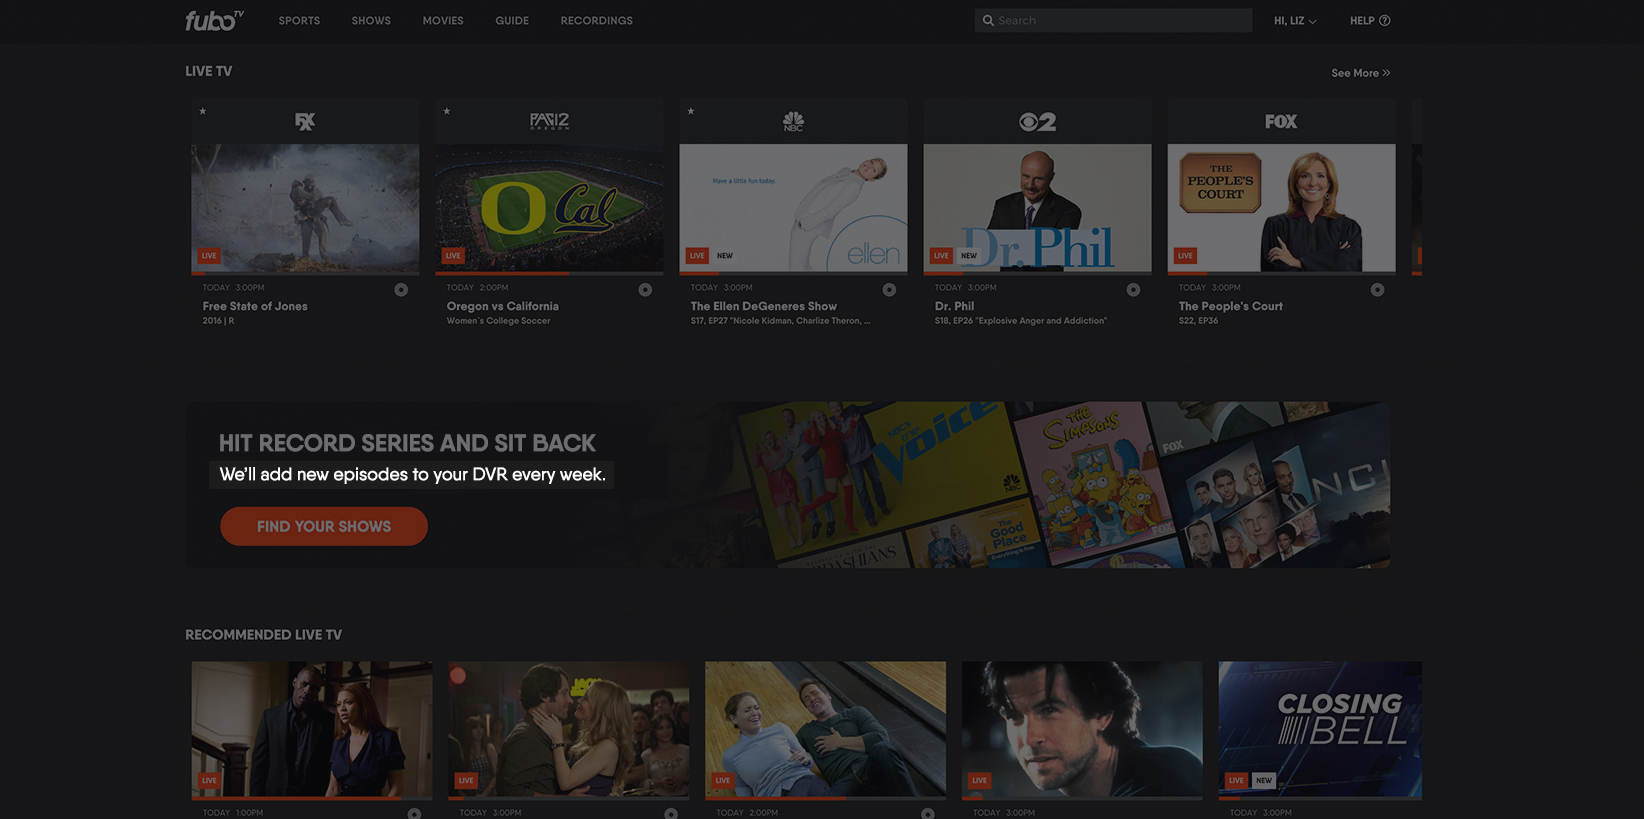 fuboTV
SPORTS
SHOWS
MOVIES
GUIDE
RECORDINGS
Search
HI, LIZ
HELP ?
LIVE TV
See More
FX
PAC12
OREGON
NBC
2
FOX
LIVE
O
Cal
LIVE
Have a little fun today.
ellen
LIVE
NEW
Dr. Phil
LIVE
NEW
THE
PEOPLE'S
COURT
LIVE
TODAY 3:00PM
Free State of Jones
2016 | R
TODAY 2:00PM
Oregon vs California
Women's College Soccer
TODAY 3:00PM
The Ellen DeGeneres Show
S17, EP27 "Nicole Kidman, Charlize Theron, ...
TODAY 3:00PM
Dr. Phil
S18, EP26 "Explosive Anger and Addiction"
TODAY 3:00PM
The People's Court
S22, EP36
HIT RECORD SERIES AND SIT BACK
We'll add new episodes to your DVR every week.
FIND YOUR SHOWS
Voice
NBC
THE
SIMPSONS
FOX
FOX
The
Good
Place
NCI
DASHIANS
RECOMMENDED LIVE TV
LIVE
LIVE
LIVE
LIVE
CLOSING
BELL
LIVE
NEW
TODAY 1:00PM
TODAY 3:00PM
TODAY 2:00PM
TODAY 3:00PM
TODAY 3:00PM